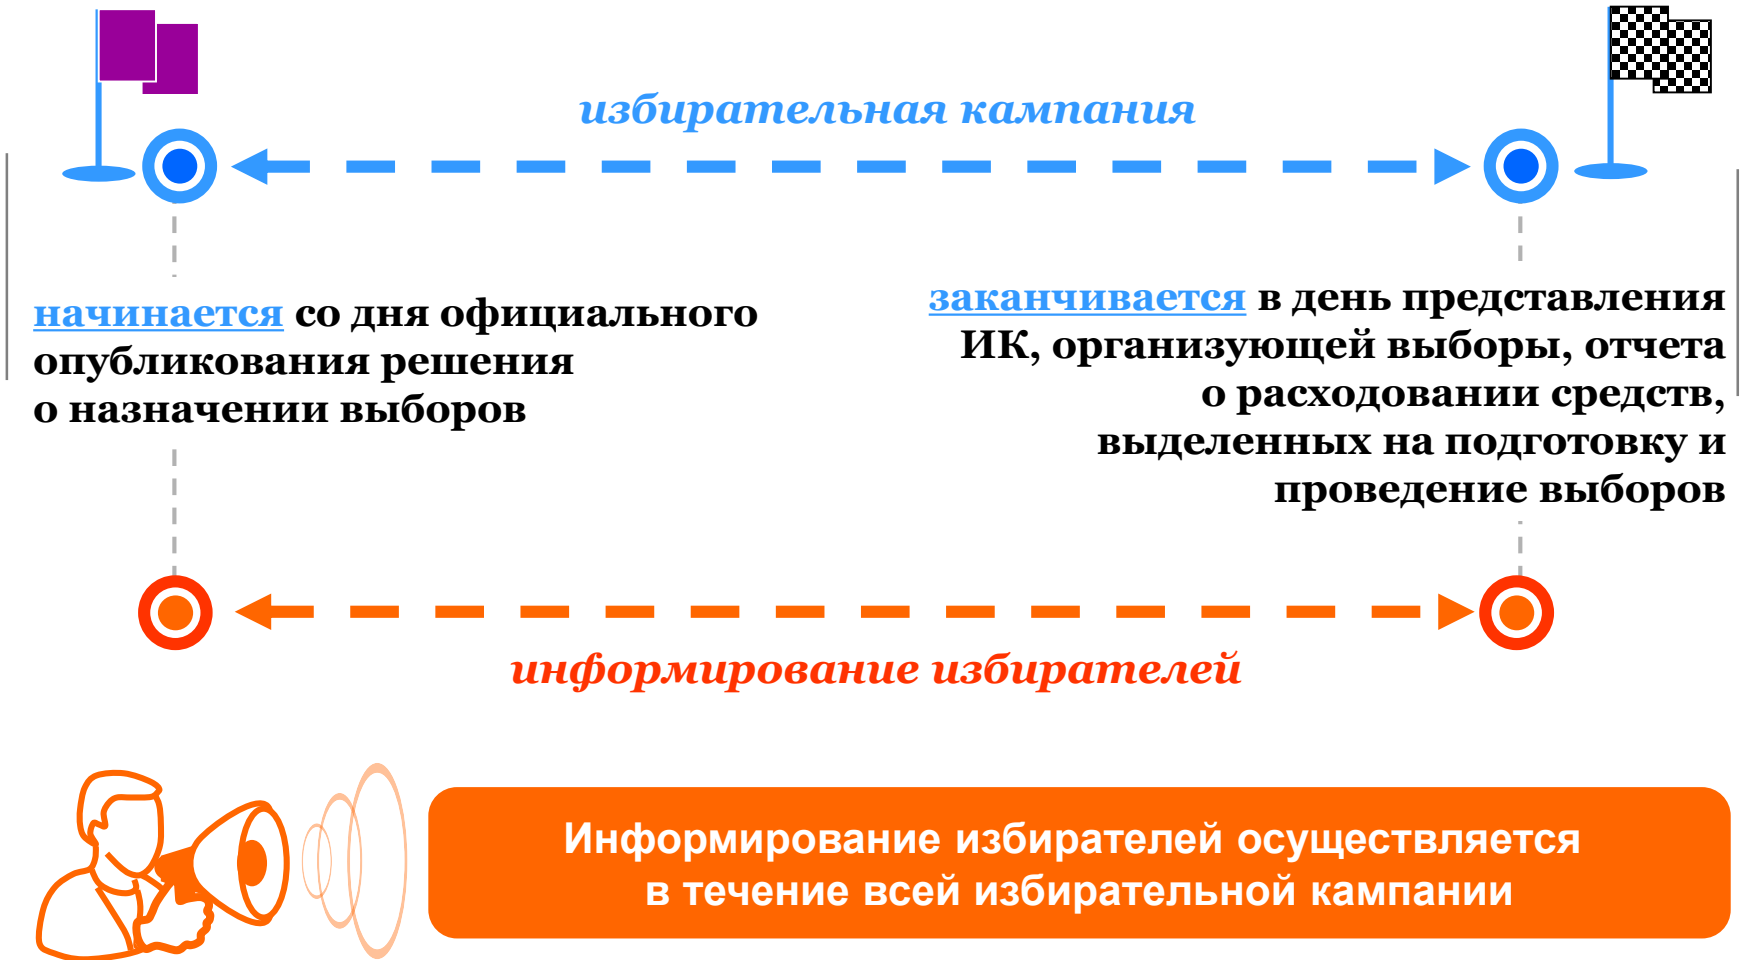 избирательная кампания
начинается со дня официального
опубликования решения
о назначении выборов
заканчивается в день представления
ИК, организующей выборы, отчета
о расходовании средств,
выделенных на подготовку и
проведение выборов
информирование избирателей
Информирование избирателей осуществляется
в течение всей избирательной кампании